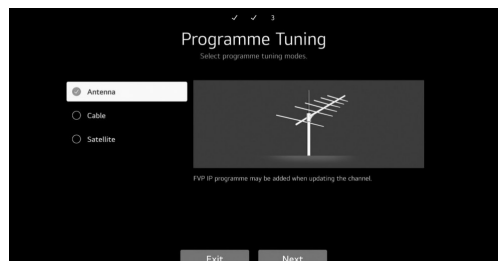 3
Programme Tuning
Select programme tuning modes.
Antenna
Cable
Satellite
FVP IP programme may be added when updating the channel.
Exit
Next